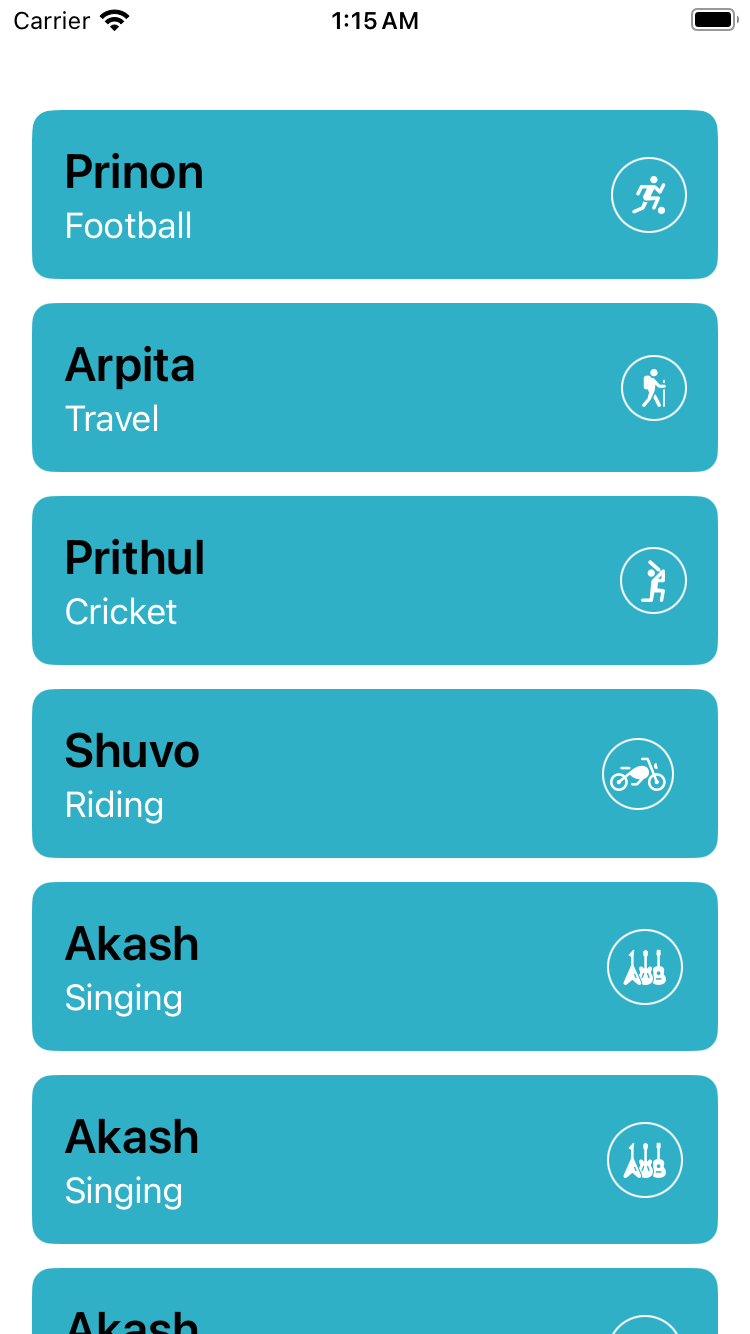 Carrier 1:15 AM
Prinon
Football
Arpita
Travel
Prithul
Cricket
Shuvo
Riding
Akash
Singing
Akash
Singing
Akash